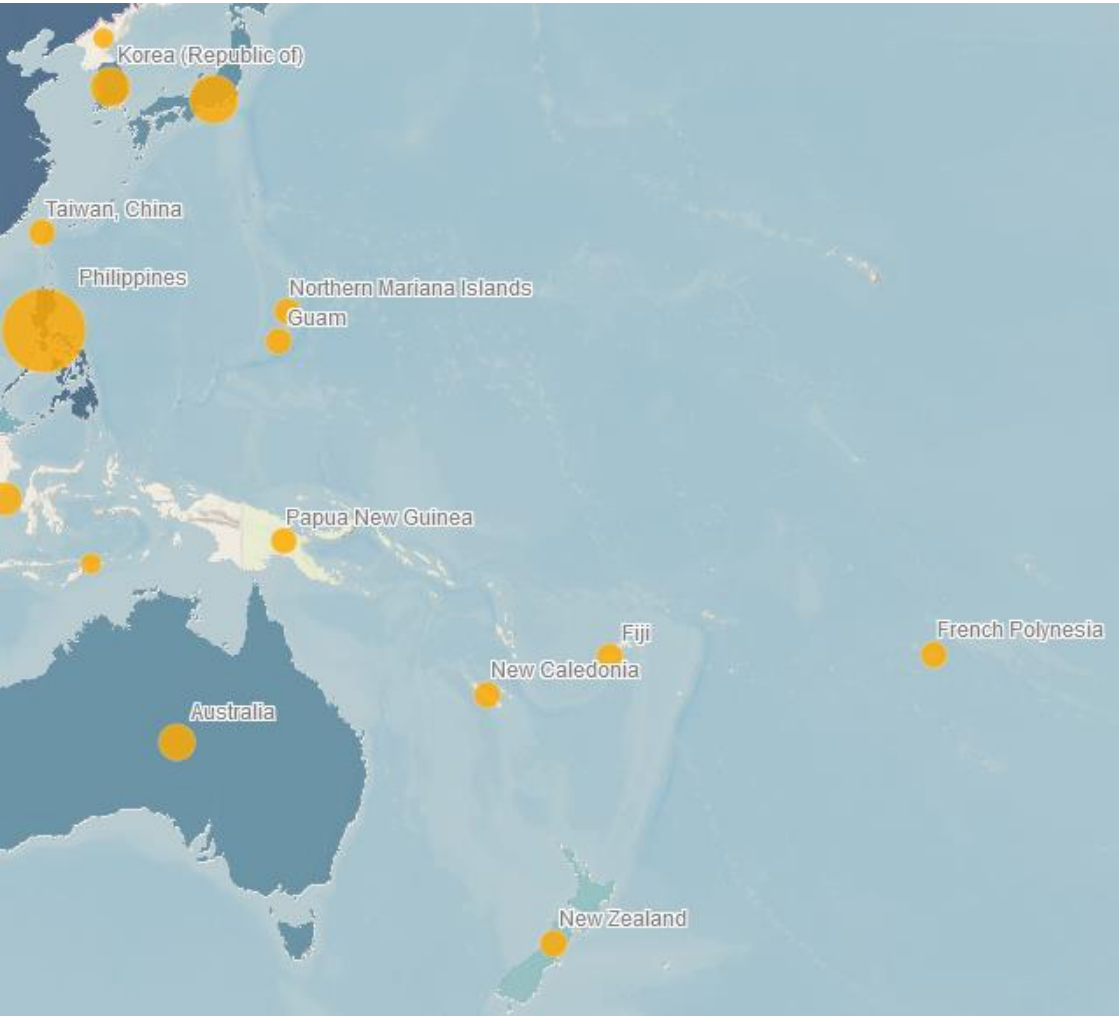 Korea (Republic of)
Taiwan, China
Philippines
Northern Mariana Islands
Guam
Papua New Guinea
Fiji
French Polynesia
New Caledonia
Australia
New Zealand